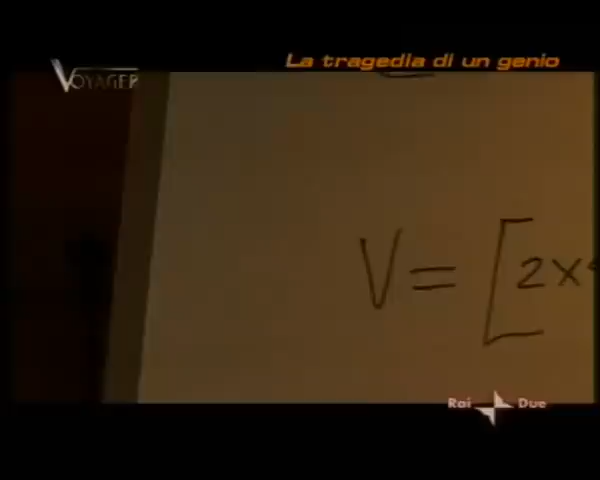 La tragedia di un genio
VOYAGER
V = [2x
Rai Due